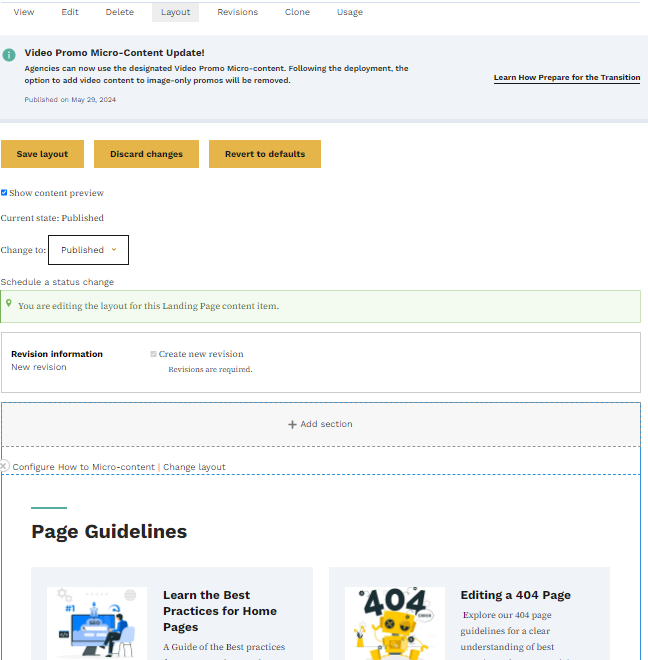 View Edit Delete Layout Revisions Clone Usage
Video Promo Micro-Content Update!
Agencies can now use the designated Video Promo Micro-content. Following the deployment, the
option to add video content to image-only promos will be removed.
Learn How Prepare for the Transition
Published on May 29, 2024
Save layout Discard changes Revert to defaults
Show content preview
Current state: Published
Change to: Published
Schedule a status change
You are editing the layout for this Landing Page content item.
Revision information
New revision
Create new revision
Revisions are required.
Add section
Configure How to Micro-content | Change layout
Page Guidelines
#1
SEO
Learn the Best
Practices for Home
Pages
A Guide of the Best practices
404
Editing a 404 Page
Explore our 404 page
guidelines for a clear
understanding of best